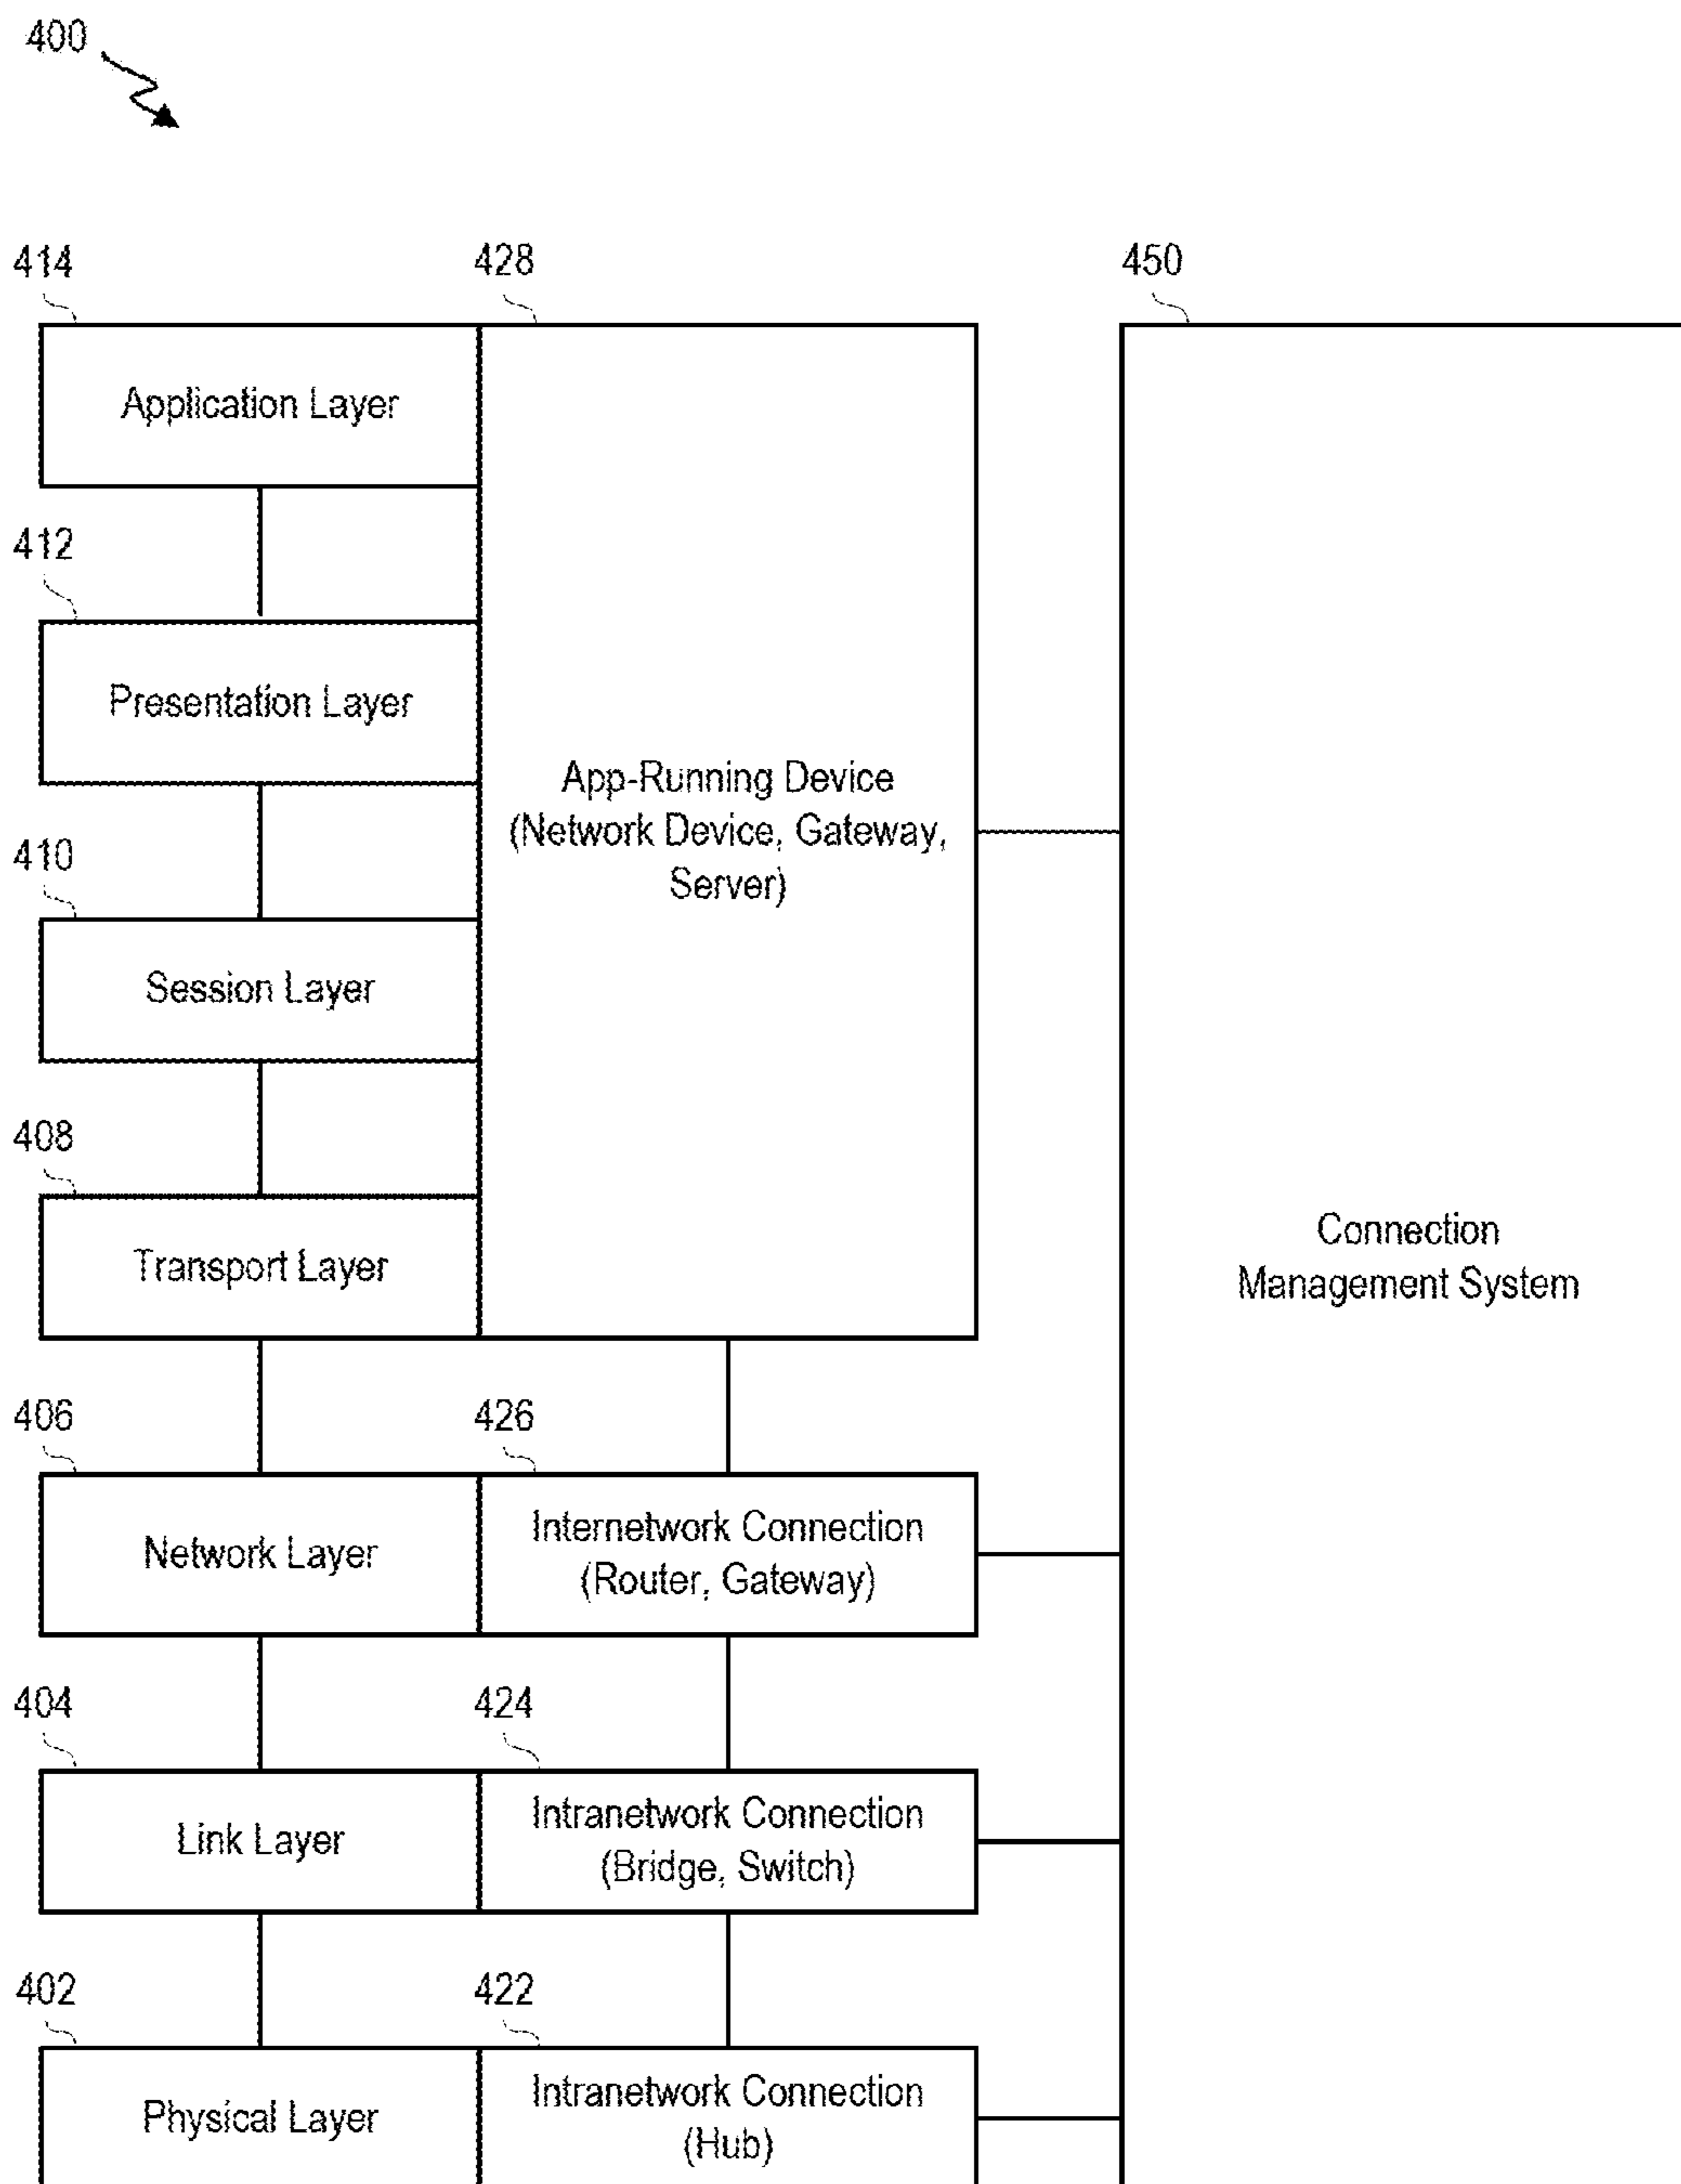 400
414
428
450
Application Layer
412
Presentation Layer
App-Running Device
(Network Device, Gateway,
Server)
410
Session Layer
408
Transport Layer
Connection
Management System
406
426
Network Layer
Internetwork Connection
(Router, Gateway)
404
424
Link Layer
Intranetwork Connection
(Bridge, Switch)
402
422
Physical Layer
Intranetwork Connection
(Hub)